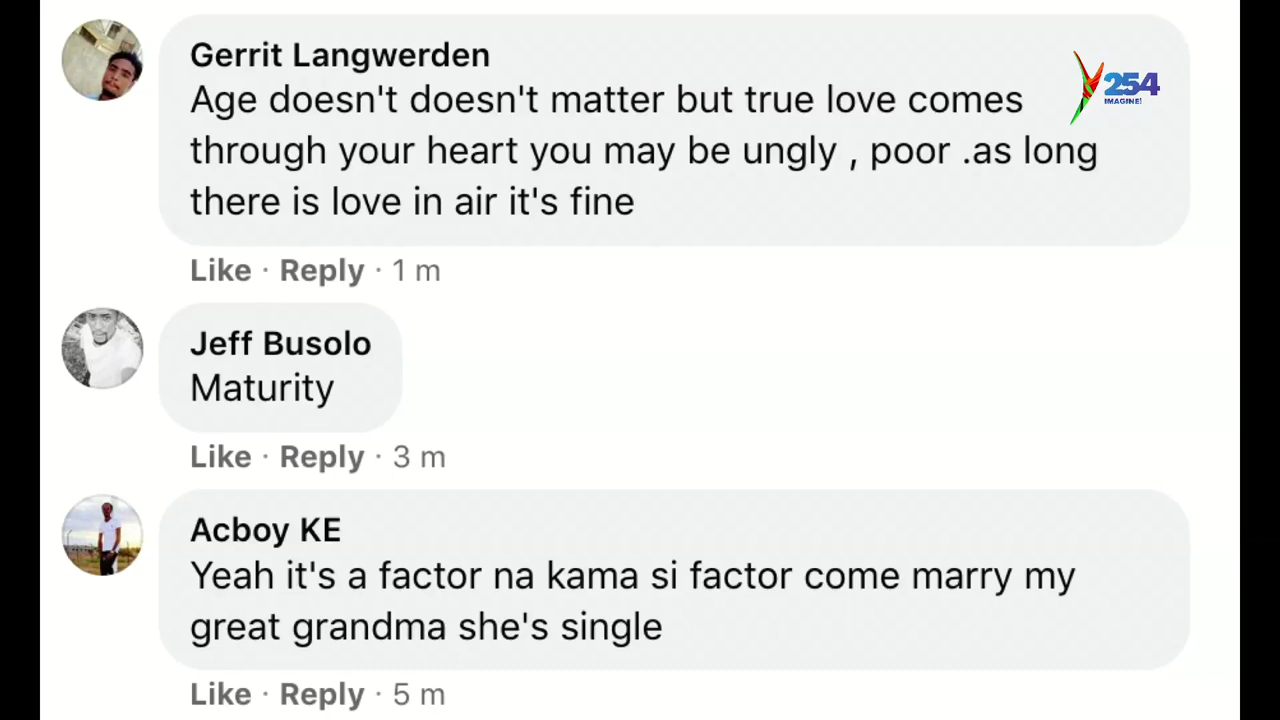 Gerrit Langwerden
254
IMAGINE!
Age doesn't doesn't matter but true love comes
through your heart you may be ungly , poor .as long
there is love in air it's fine
Like · Reply · 1 m
Jeff Busolo
Maturity
Like · Reply · 3 m
Acboy KE
Yeah it's a factor na kama si factor come marry my
great grandma she's single
Like · Reply · 5 m